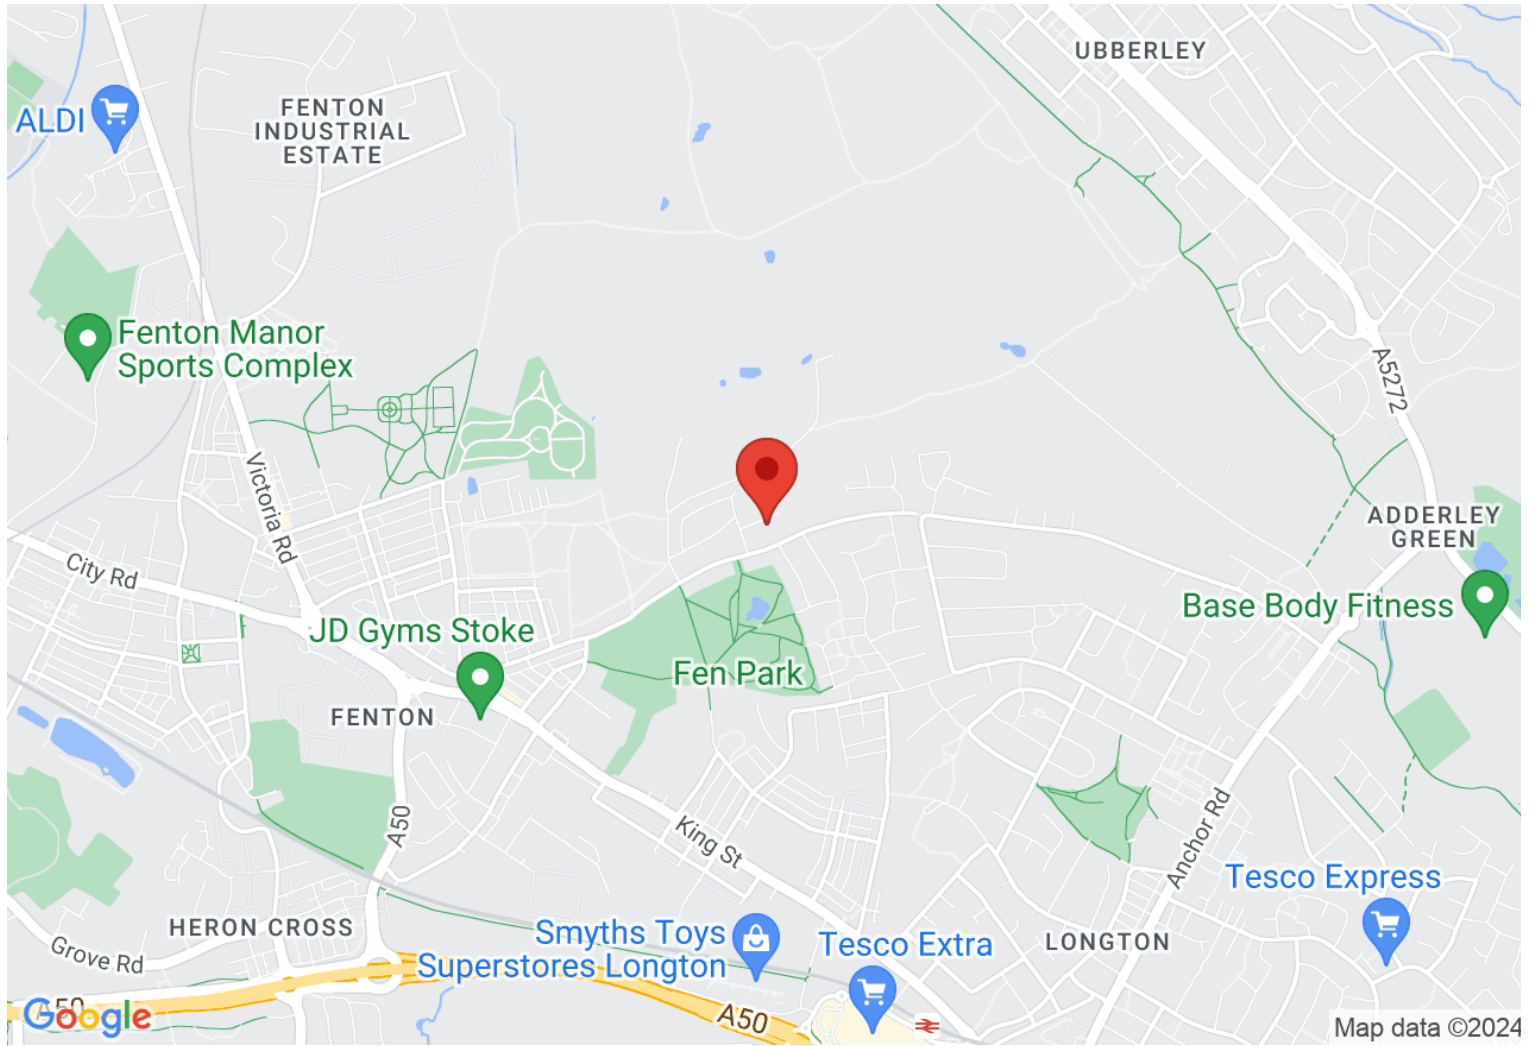 UBBERLEY
ALDI
FENTON
INDUSTRIAL
ESTATE
Fenton Manor
Sports Complex
A5272
Victoria Rd
ADDERLEY
GREEN
City Rd
Base Body Fitness
JD Gyms Stoke
Fen Park
FENTON
A50
King St
Anchor Rd
Tesco Express
HERON CROSS
Smyths Toys
Superstores Longton
Tesco Extra
LONGTON
Grove Rd
A50
Google
A50
Map data ©2024